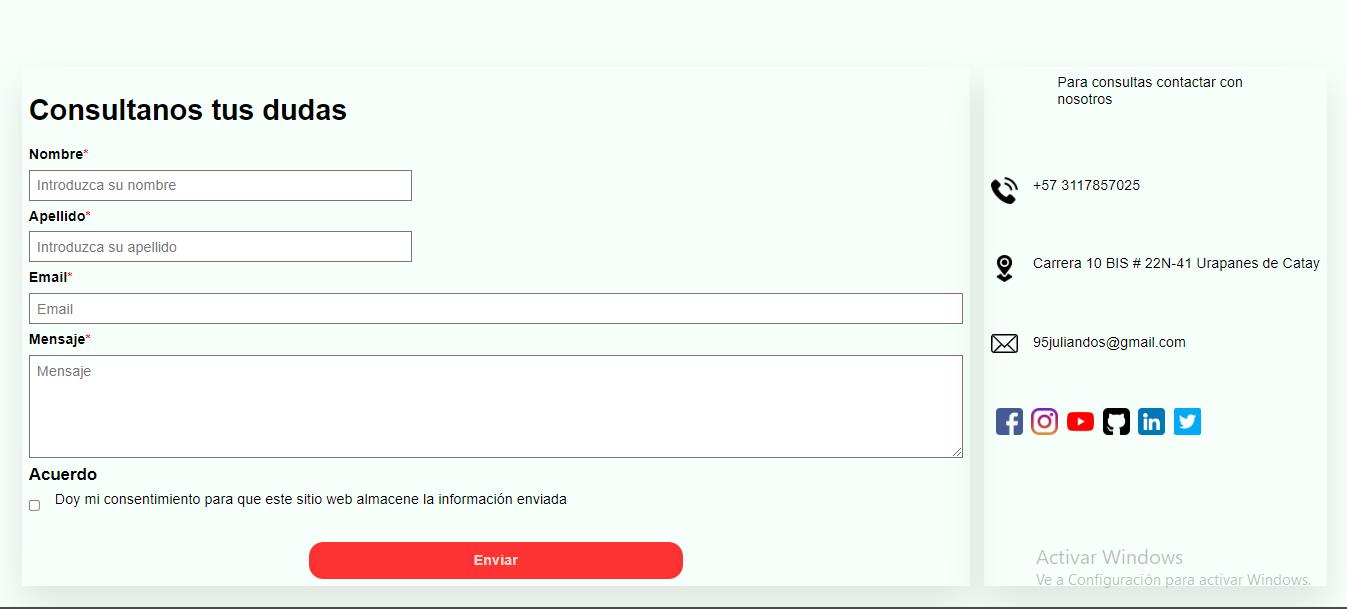 Consultanos tus dudas
Nombre*
Introduzca su nombre
Apellido*
Introduzca su apellido
Email*
Email
Mensaje*
Mensaje
Acuerdo
Doy mi consentimiento para que este sitio web almacene la información enviada
Enviar
Para consultas contactar con
nosotros
+57 3117857025
Carrera 10 BIS # 22N-41 Urapanes de Catay
95juliandos@gmail.com
Activar Windows
Ve a Configuración para activar Windows.